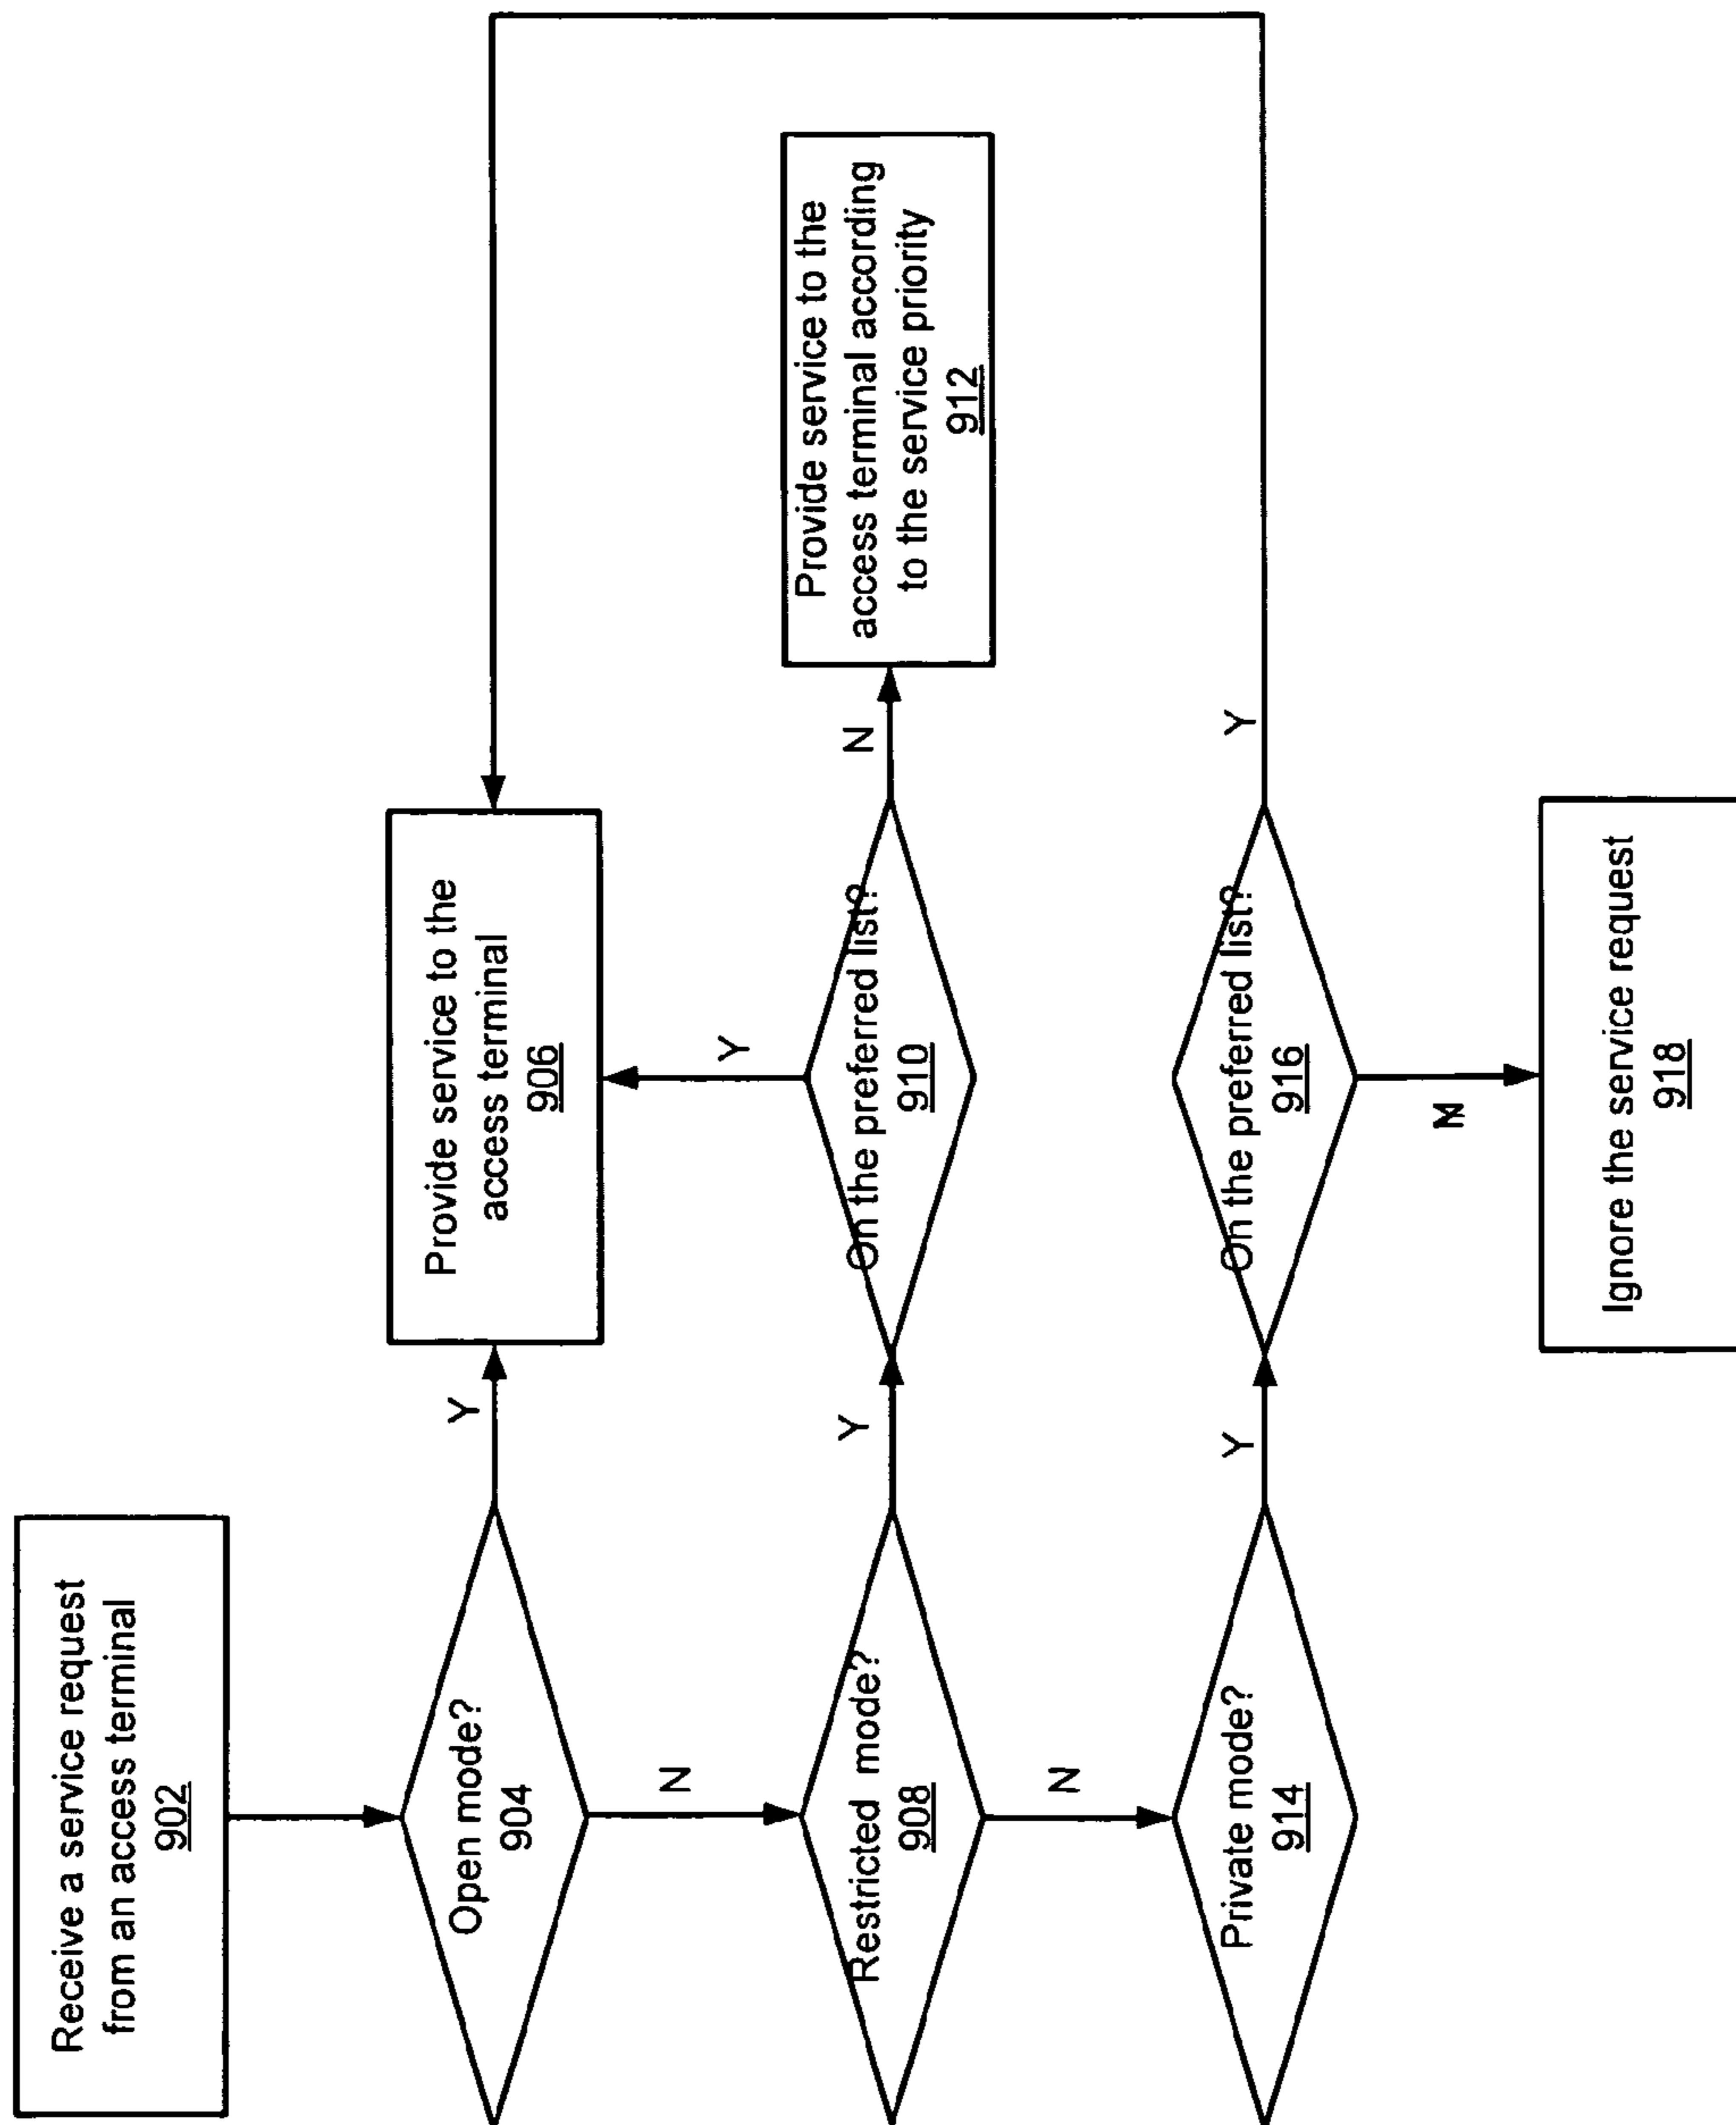 Receive a service request
from an access terminal
902
Open mode?
904
Y
Provide service to the
access terminal
906
N
Restricted mode?
908
Y
On the preferred list?
910
Y
N
Provide service to the
access terminal according
to the service priority
912
N
Private mode?
914
Y
On the preferred list?
916
Y
Ignore the service request
918